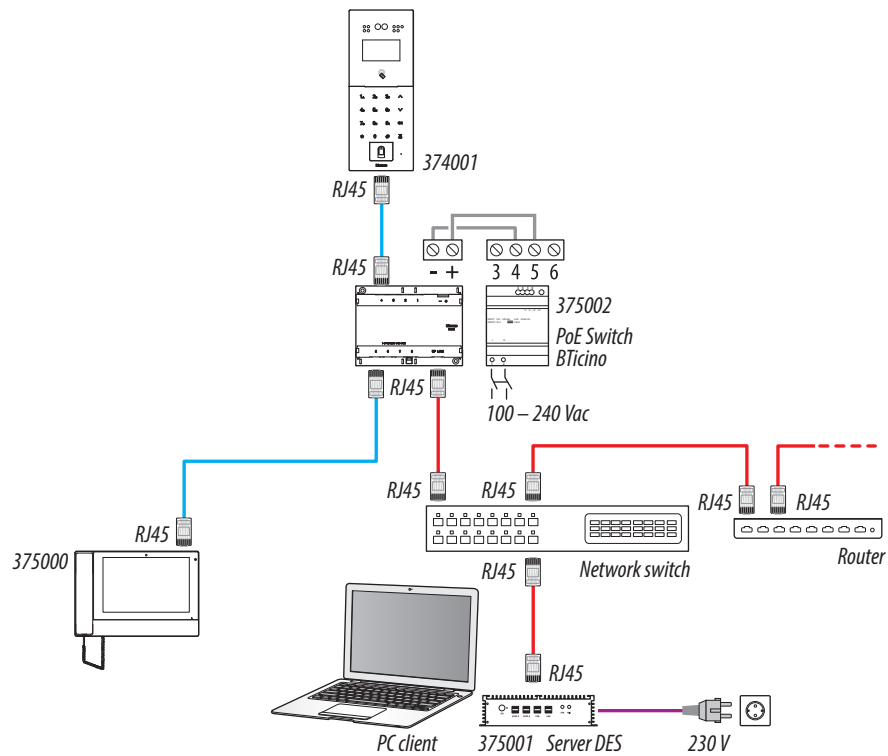 374001
RJ45
RJ45
- +
3 4 5 6
375002
PoE Switch
BTicino
RJ45
100 – 240 Vac
RJ45
RJ45
RJ45
RJ45
RJ45
375000
Router
RJ45
Network switch
RJ45
PC client
375001
Server DES
230 V